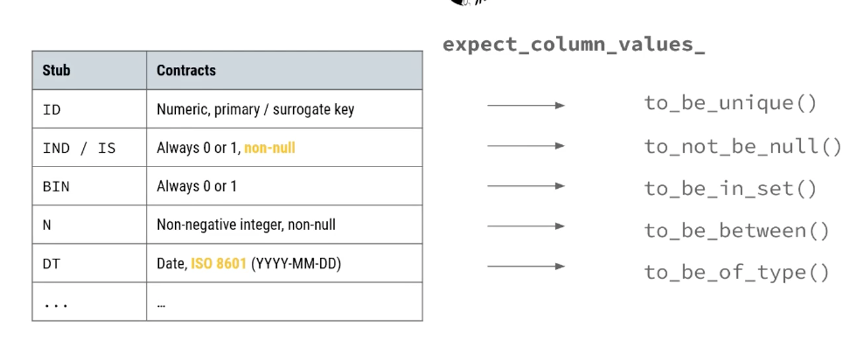 expect_column_values_
Stub Contracts
ID Numeric, primary / surrogate key
to_be_unique()
IND / IS Always 0 or 1, non-null
to_not_be_null()
BIN Always 0 or 1
to_be_in_set()
N Non-negative integer, non-null
to_be_between()
DT Date, ISO 8601 (YYYY-MM-DD)
to_be_of_type()
... ...